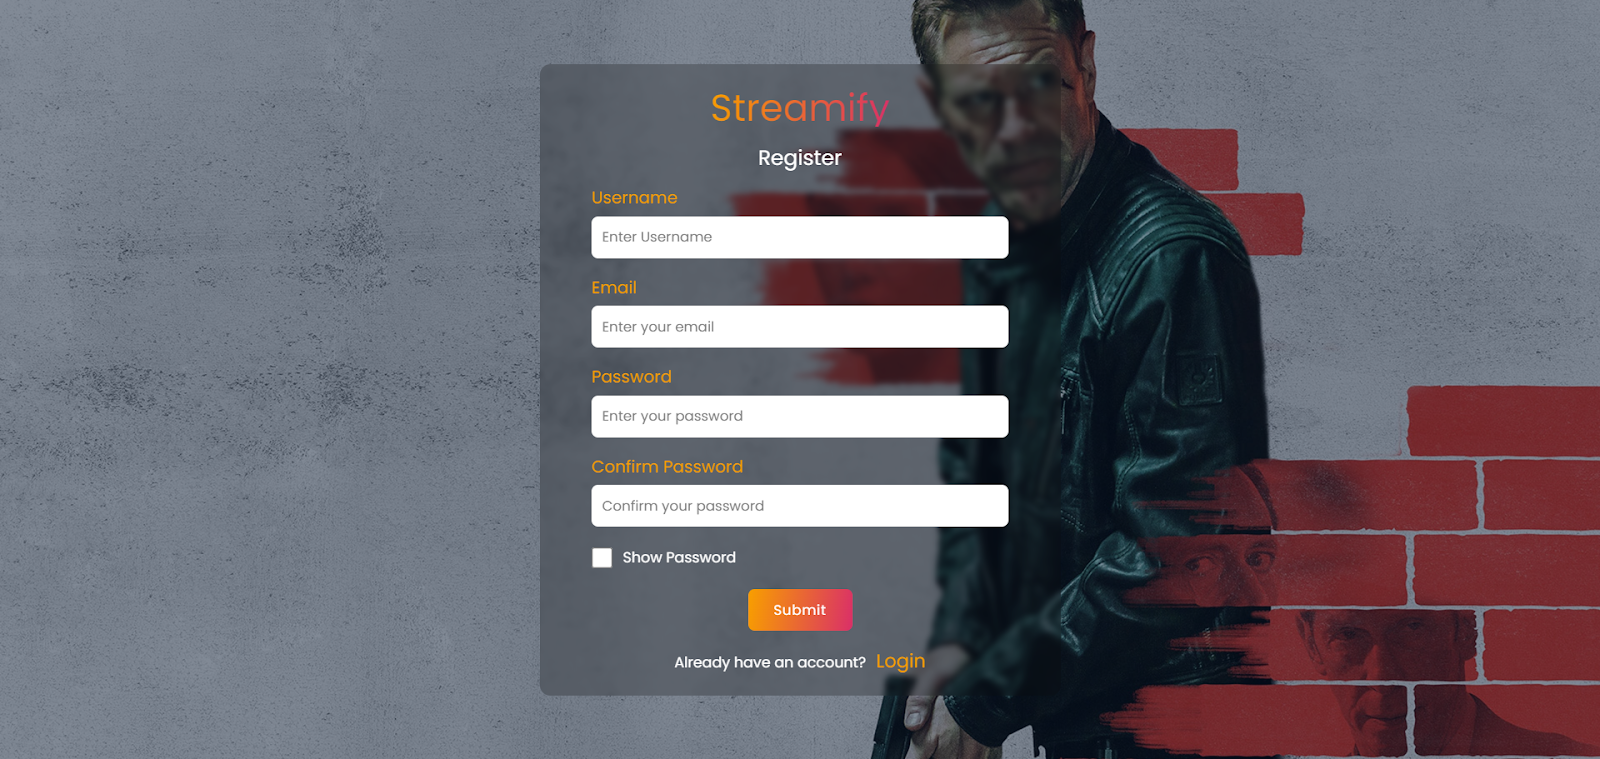 Streamify
Register
Username
Enter Username
Email
Enter your email
Password
Enter your password
Confirm Password
Confirm your password
Show Password
Submit
Already have an account? Login